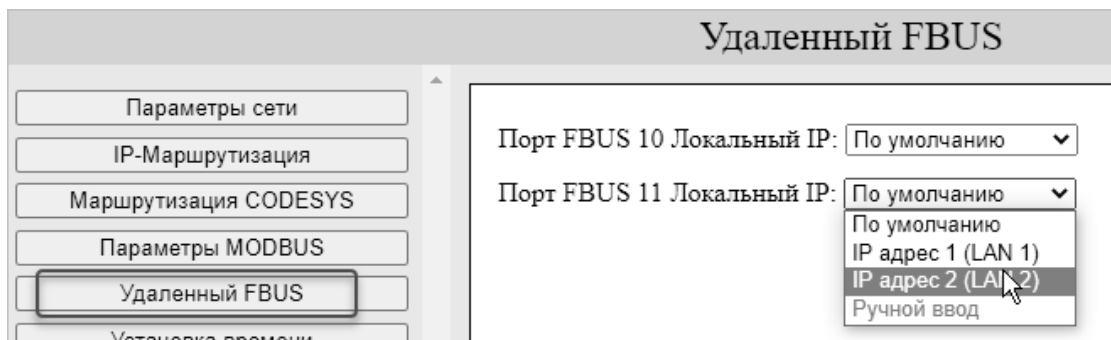 Удаленный FBUS
Параметры сети
IP-Маршрутизация
Маршрутизация CODESYS
Параметры MODBUS
Удаленный FBUS
Установка времени
Порт FBUS 10 Локальный IP: По умолчанию
Порт FBUS 11 Локальный IP: По умолчанию
По умолчанию
IP адрес 1 (LAN 1)
IP адрес 2 (LAN 2)
Ручной ввод